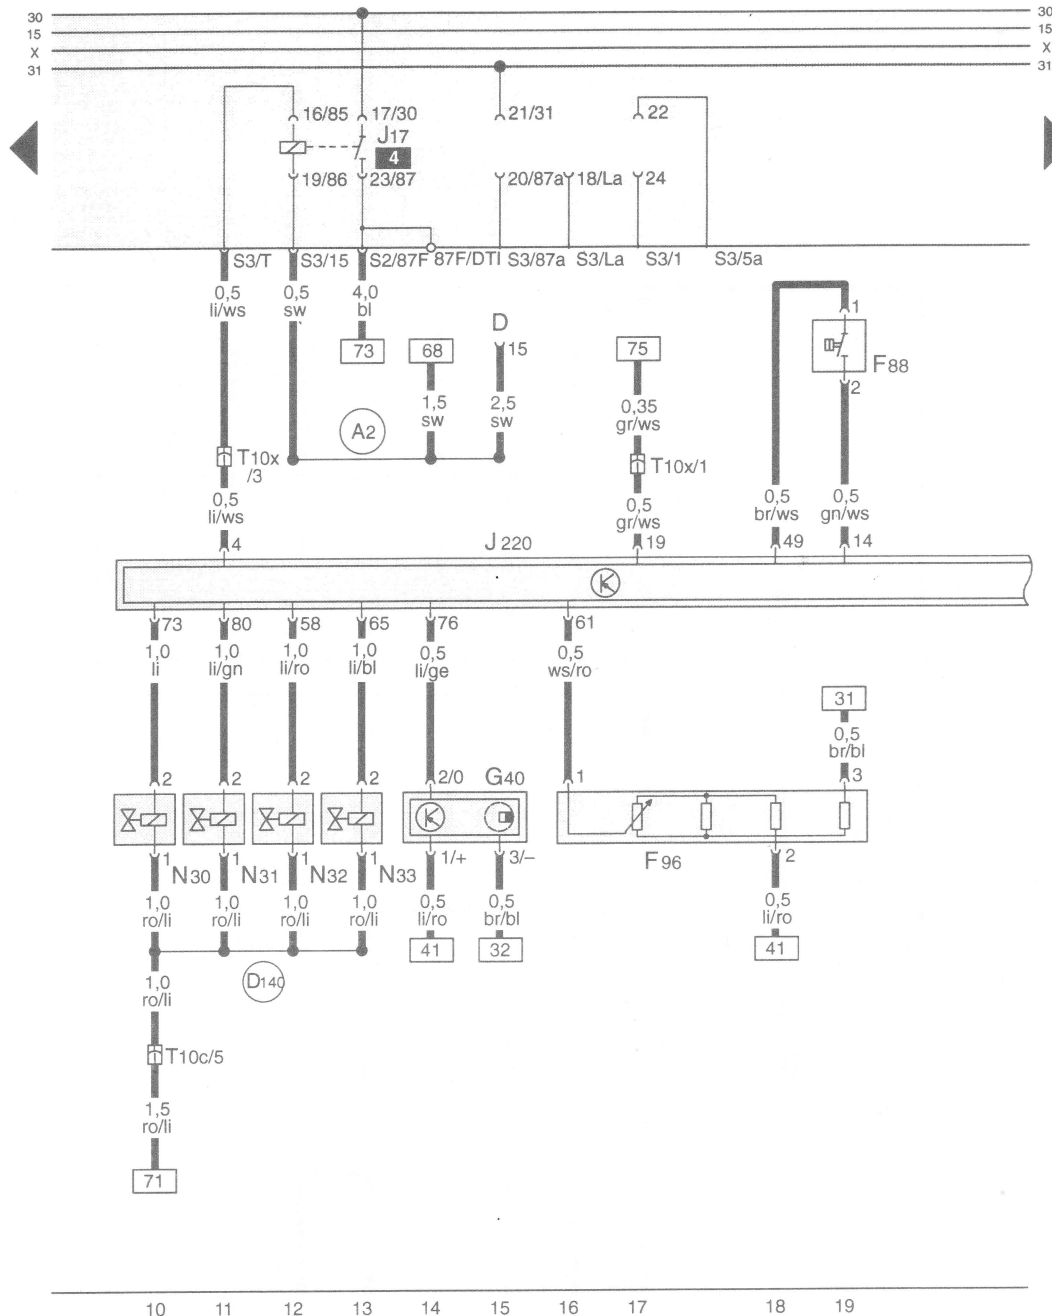 30 30
15 15
X X
31 31
16/85 17/30 21/31 22
J17
4
19/86 23/87 20/87a 18/La 24
S3/T S3/15 S2/87F 87F/DTI S3/87a S3/La S3/1 S3/5a
0,5 0,5 4,0
li/ws sw bl
1
D
73 68 15 75
F88
2
1,5 2,5 0,35
sw sw gr/ws
A2
T10x T10x/1
/3
0,5 0,5 0,5 0,5
li/ws gr/ws br/ws gn/ws
4 J220 19 49 14
73 80 58 65 76 61
1,0 1,0 1,0 1,0 0,5 0,5
li li/gn li/ro li/bl li/ge ws/ro
31
0,5
br/bl
2 2 2 2 2/0 G40 1 3
1 1 1 1 1/+ 3/– F96 2
N30 N31 N32 N33
1,0 1,0 1,0 1,0 0,5 0,5 0,5
ro/li ro/li ro/li ro/li li/ro br/bl li/ro
41 32 41
D140
1,0
ro/li
T10c/5
1,5
ro/li
71
10 11 12 13 14 15 16 17 18 19